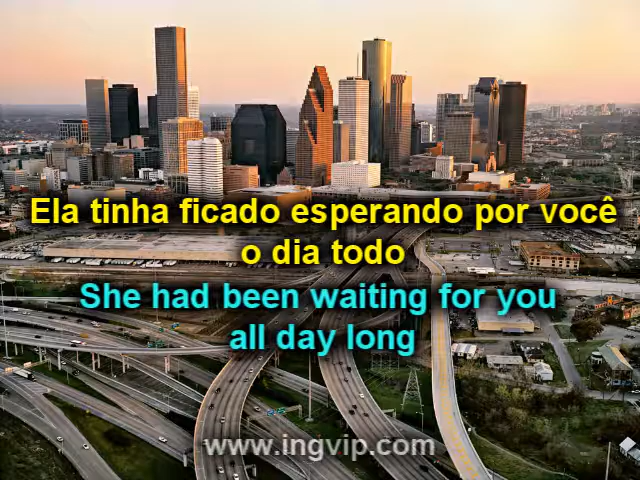 Ela tinha ficado esperando por você
o dia todo
She had been waiting for you
all day long
www.ingvip.com